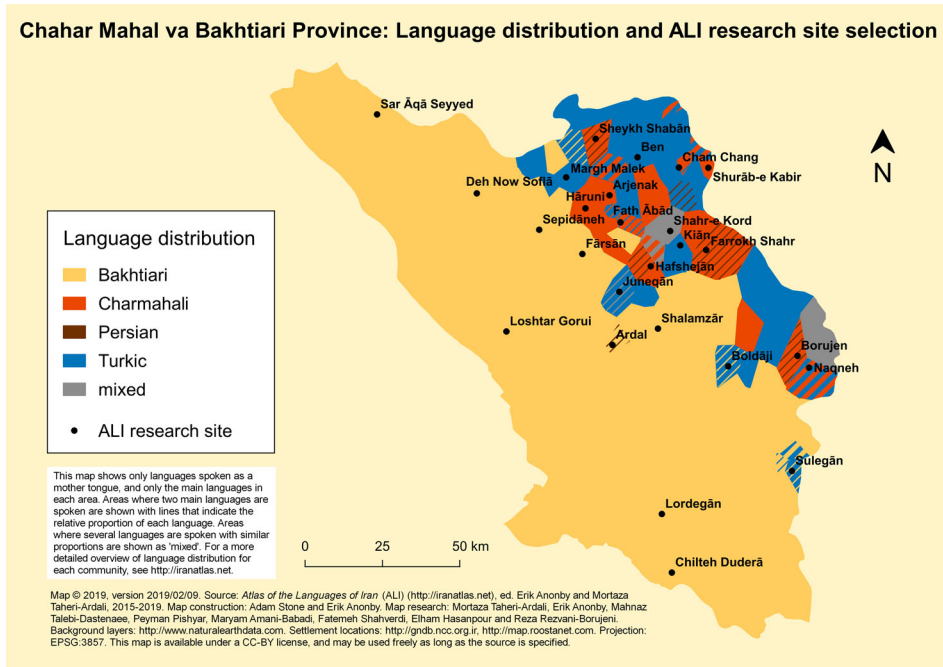 Chahar Mahal va Bakhtiari Province: Language distribution and ALI research site selection
Sar Āqā Seyyed
Sheykh Shabān
Ben
Cham Chang
Margh Malek
Shurāb-e Kabir
Deh Now Soflā
Arjenak
Hāruni
Fath Ābād
Sepidāneh
Shahr-e Kord
Kiān
Farrokh Shahr
Fārsān
Hafshejān
Juneqān
Loshtar Gorui
Shalamzār
Ardal
Borujen
Boldāji
Naqneh
Sulegān
Lordegān
Chilteh Duderā
N
Language distribution
Bakhtiari
Charmahali
Persian
Turkic
mixed
ALI research site
This map shows only languages spoken as a
mother tongue, and only the main languages in
each area. Areas where two main languages are
spoken are shown with lines that indicate the
relative proportion of each language. Areas
where several languages are spoken with similar
proportions are shown as 'mixed'. For a more
detailed overview of language distribution for
each community, see http://iranatlas.net.
0 25 50 km
Map © 2019, version 2019/02/09. Source: Atlas of the Languages of Iran (ALI) (http://iranatlas.net), ed. Erik Anonby and Mortaza
Taheri-Ardali, 2015-2019. Map construction: Adam Stone and Erik Anonby. Map research: Mortaza Taheri-Ardali, Erik Anonby, Mahnaz
Talebi-Dastenaee, Peyman Pishyar, Maryam Amani-Babadi, Fatemeh Shahverdi, Elham Hasanpour and Reza Rezvani-Borujeni.
Background layers: http://www.naturalearthdata.com. Settlement locations: http://gndb.ncc.org.ir, http://map.roostanet.com. Projection:
EPSG:3857. This map is available under a CC-BY license, and may be used freely as long as the source is specified.